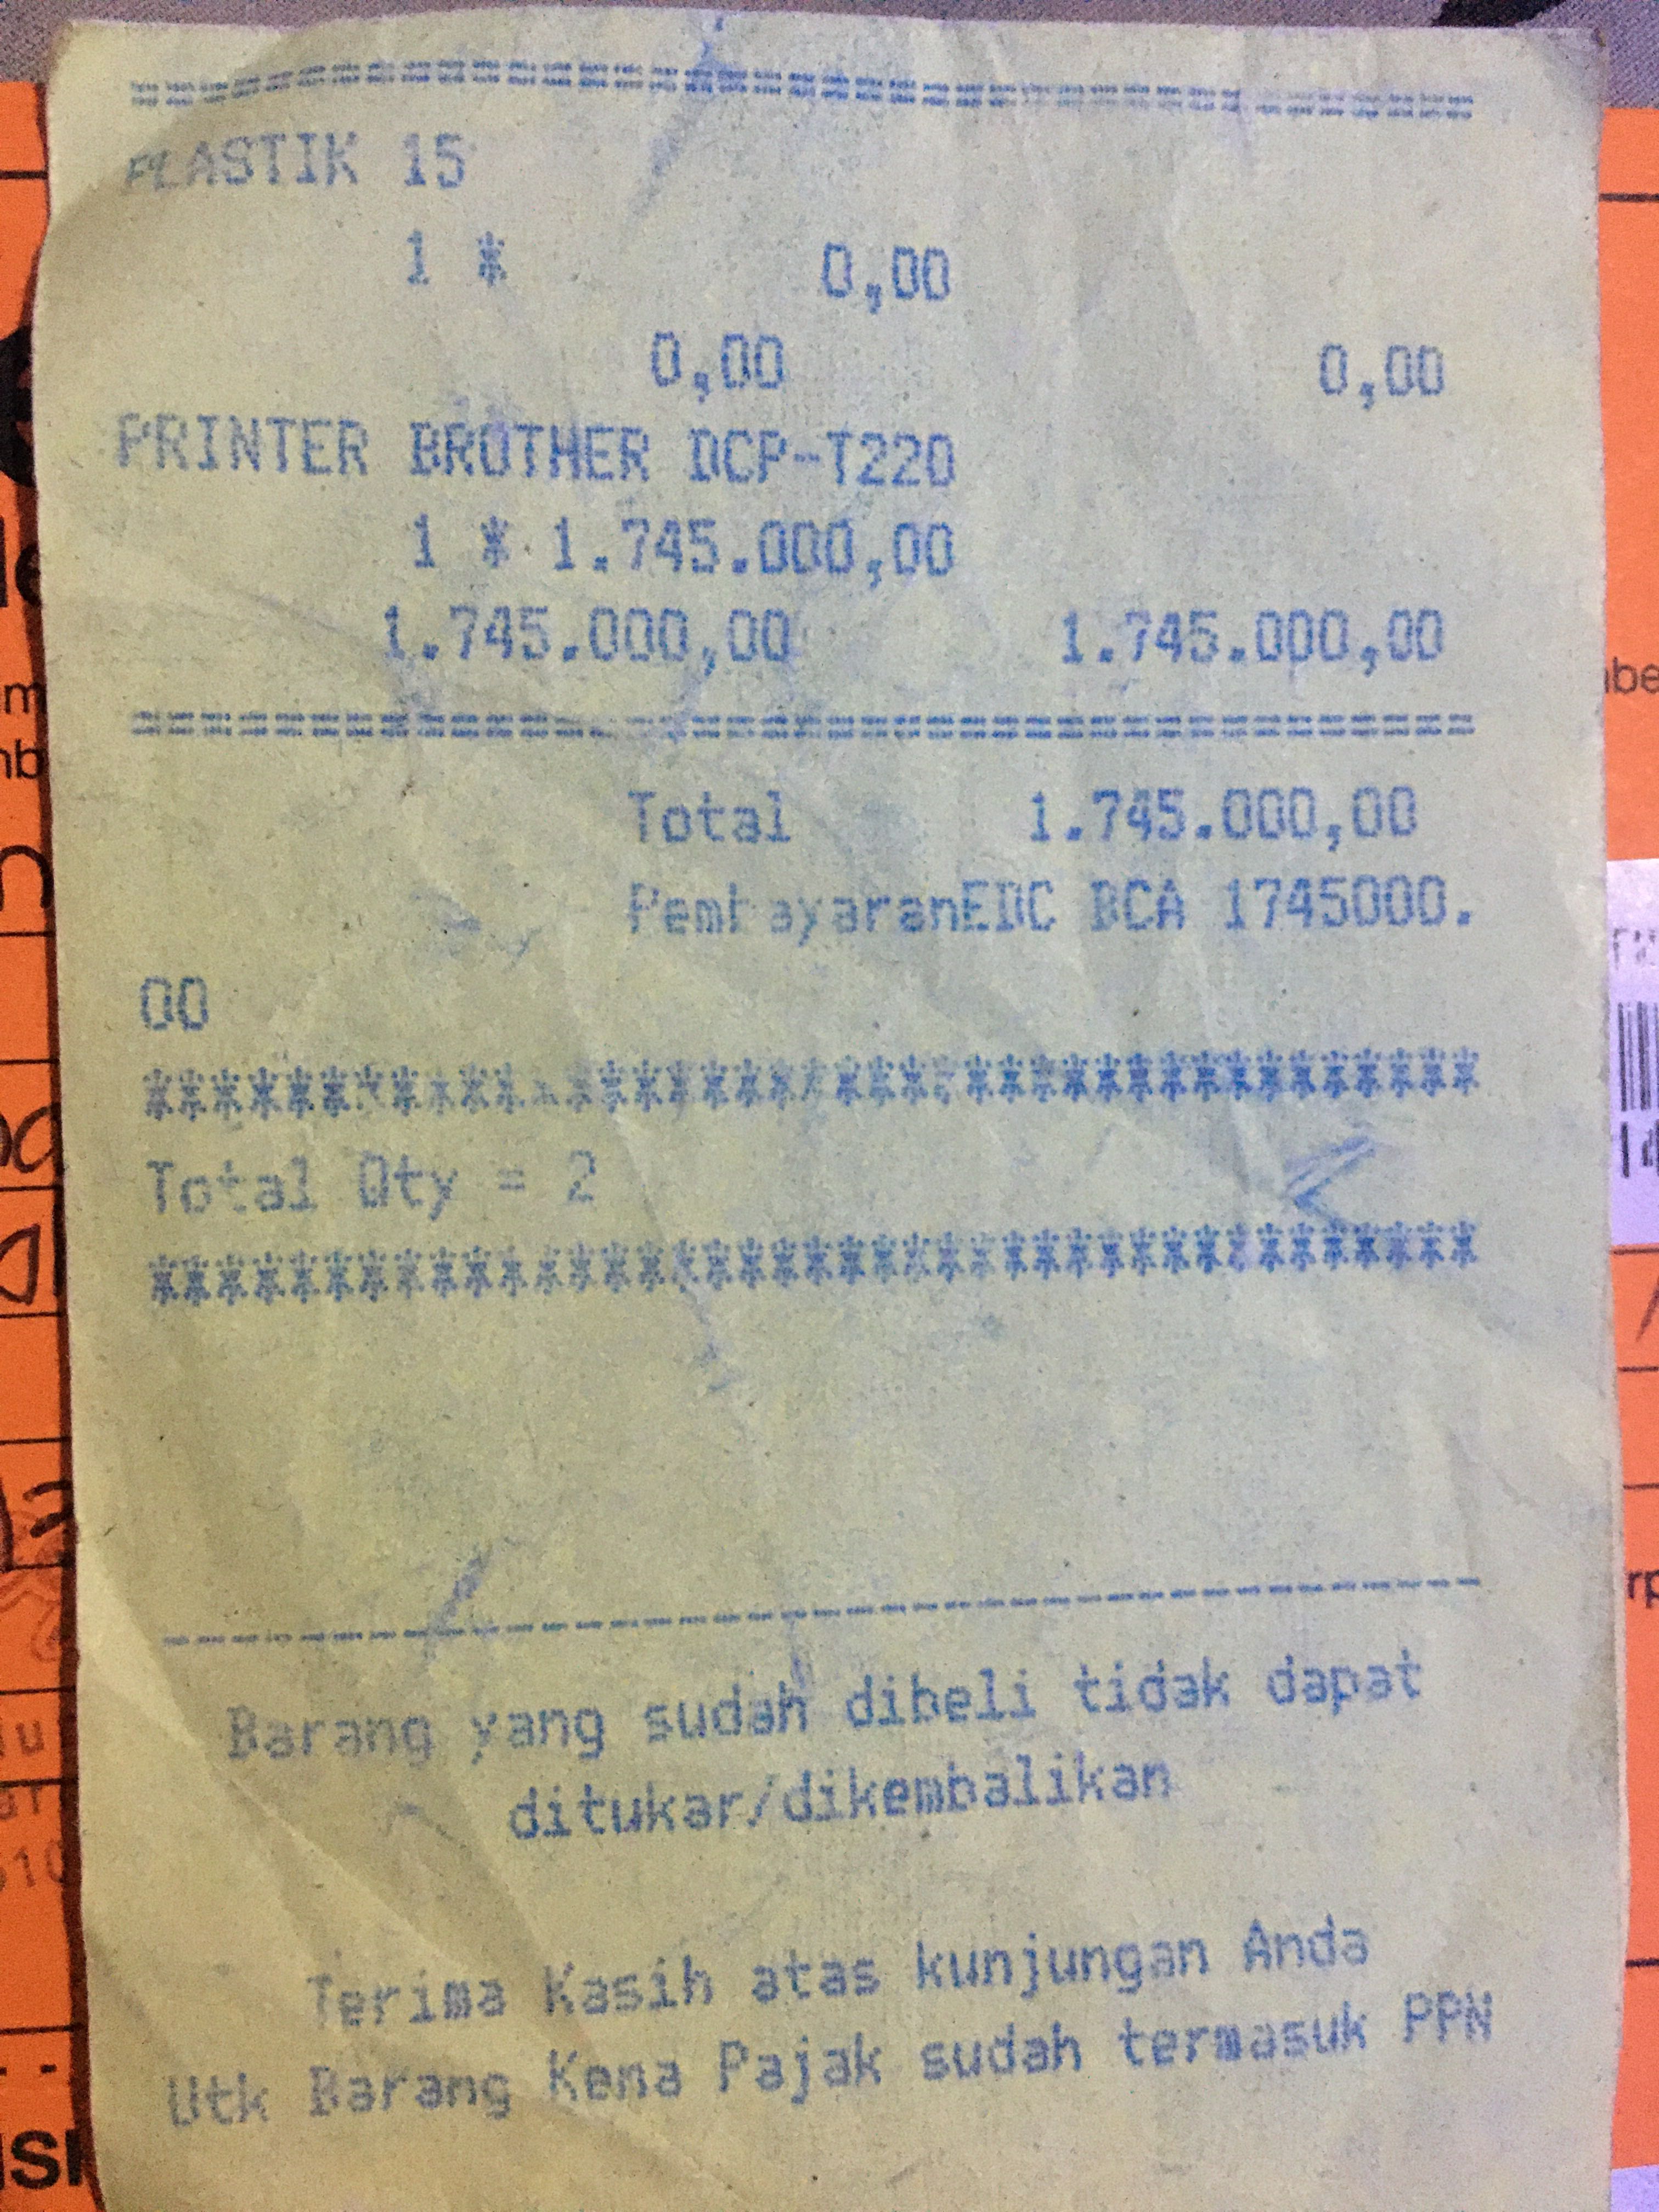 ================================
PLASTIK 15
1 * 0,00
0,00 0,00
PRINTER BROTHER DCP-T220
1 * 1.745.000,00
1.745.000,00 1.745.000,00
================================
Total 1.745.000,00
PembayaranEDC BCA 1745000.
00
****************************************
Total Qty = 2
****************************************
--------------------------------
Barang yang sudah dibeli tidak dapat
ditukar/dikembalikan
Terima Kasih atas kunjungan Anda
Utk Barang Kena Pajak sudah termasuk PPN